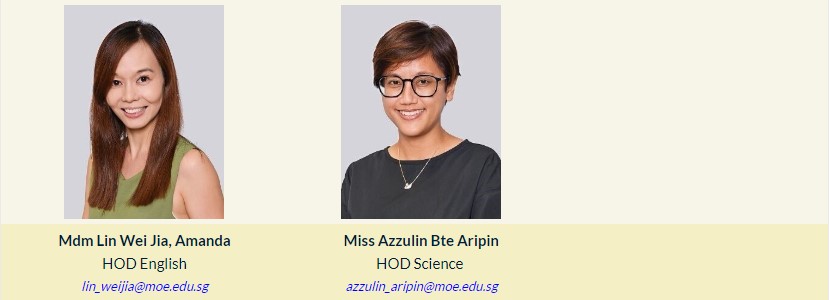 Mdm Lin Wei Jia, Amanda
HOD English
lin_weijia@moe.edu.sg
Miss Azzulin Bte Aripin
HOD Science
azzulin_aripin@moe.edu.sg